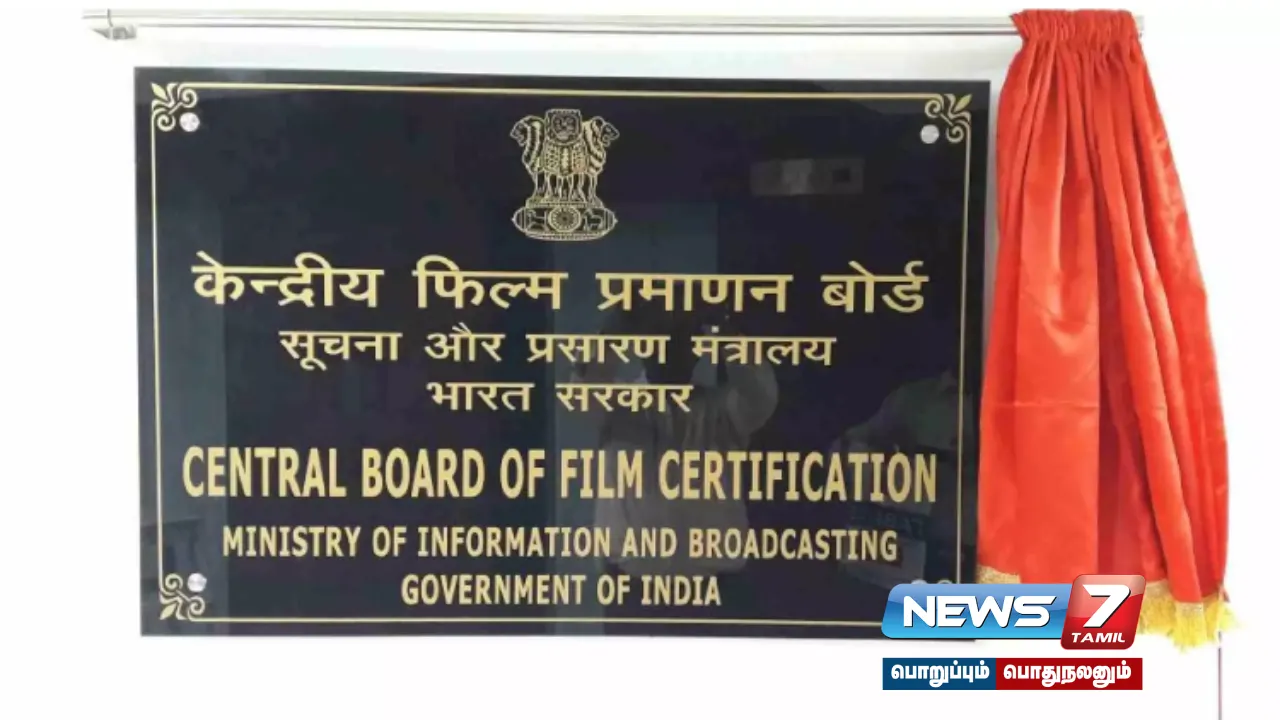 केन्द्रीय फिल्म प्रमाणन बोर्ड
सूचना और प्रसारण मंत्रालय
भारत सरकार
CENTRAL BOARD OF FILM CERTIFICATION
MINISTRY OF INFORMATION AND BROADCASTING
GOVERNMENT OF INDIA
NEWS 7
TAMIL
பொறுப்பும் பொதுநலனும்